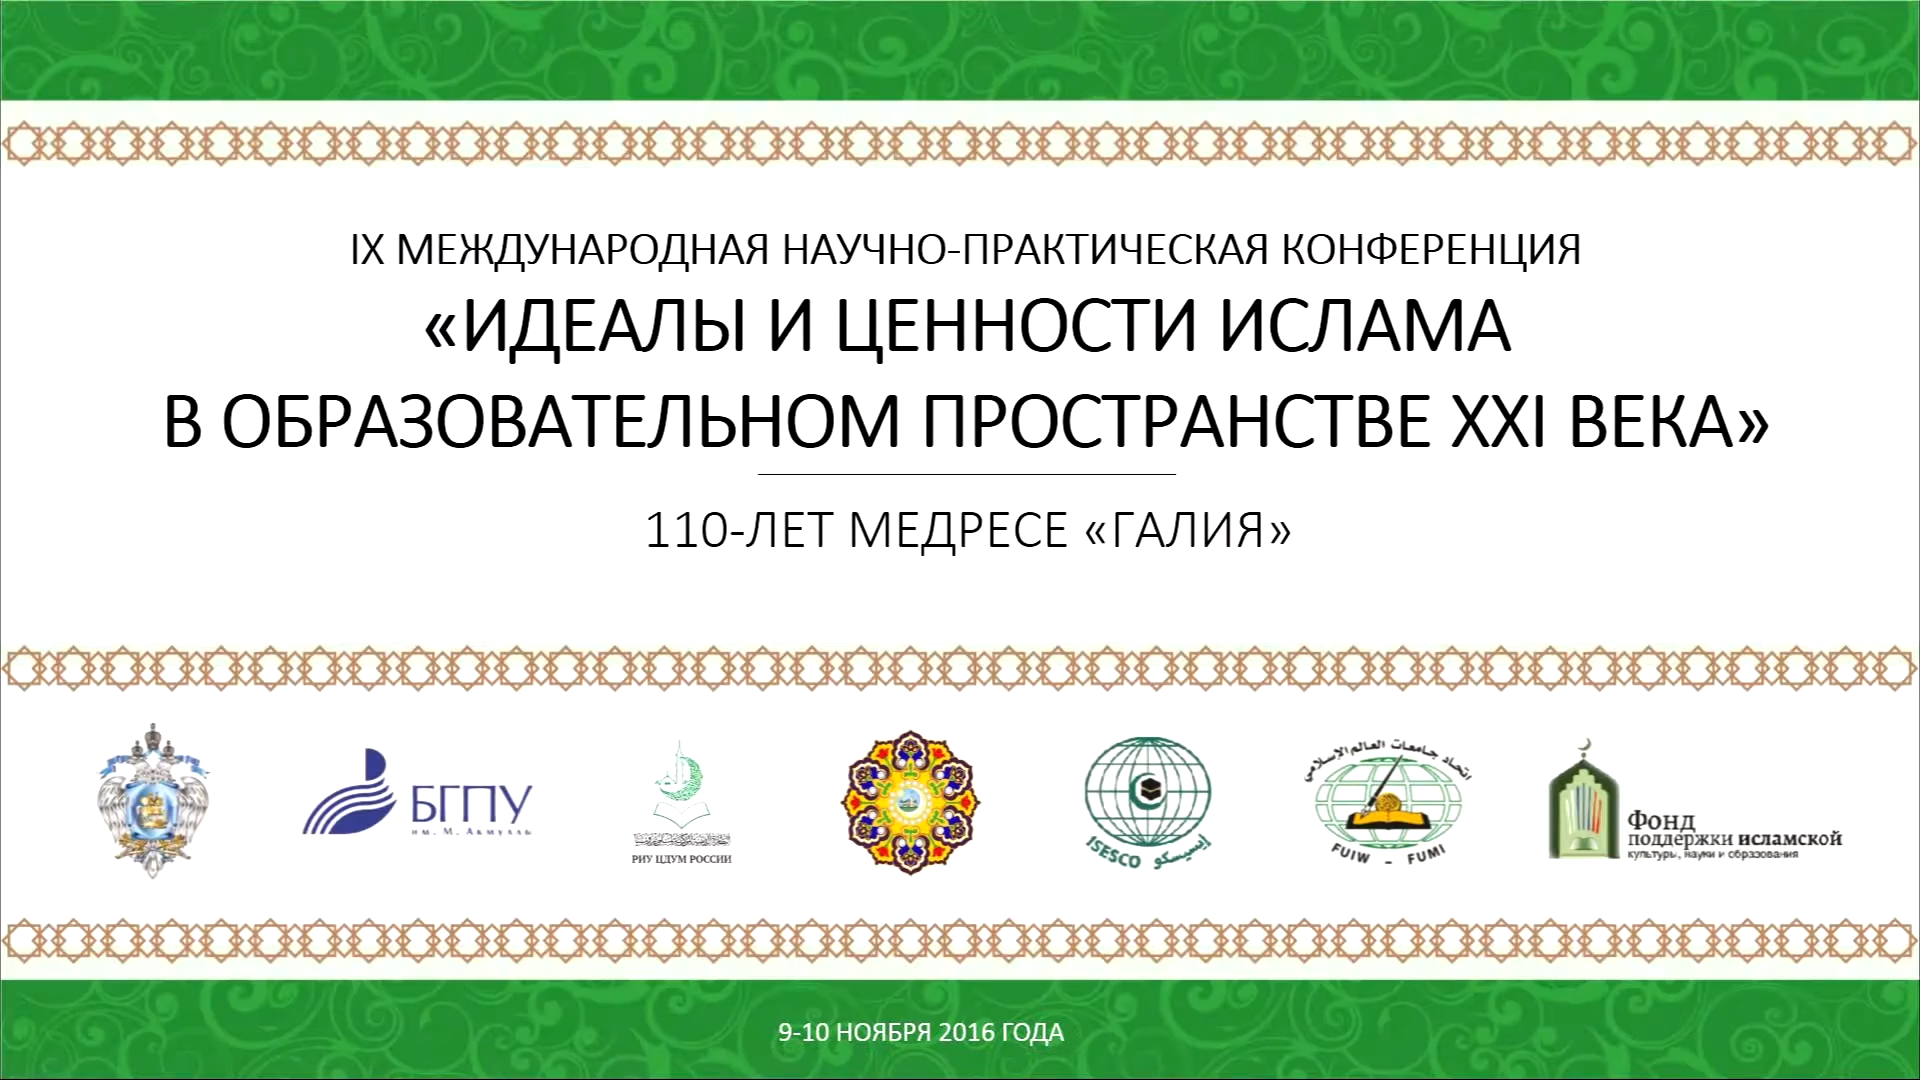 IX МЕЖДУНАРОДНАЯ НАУЧНО-ПРАКТИЧЕСКАЯ КОНФЕРЕНЦИЯ
«ИДЕАЛЫ И ЦЕННОСТИ ИСЛАМА
В ОБРАЗОВАТЕЛЬНОМ ПРОСТРАНСТВЕ XXI ВЕКА»
110-ЛЕТ МЕДРЕСЕ «ГАЛИЯ»
БГПУ
им. М. Акмуллы
РИУ ЦДУМ РОССИИ
ISESCO إيسيسكو
اتحاد جامعات العالم الإسلامي
FUIW - FUMI
Фонд
поддержки исламской
культуры, науки и образования
9-10 НОЯБРЯ 2016 ГОДА